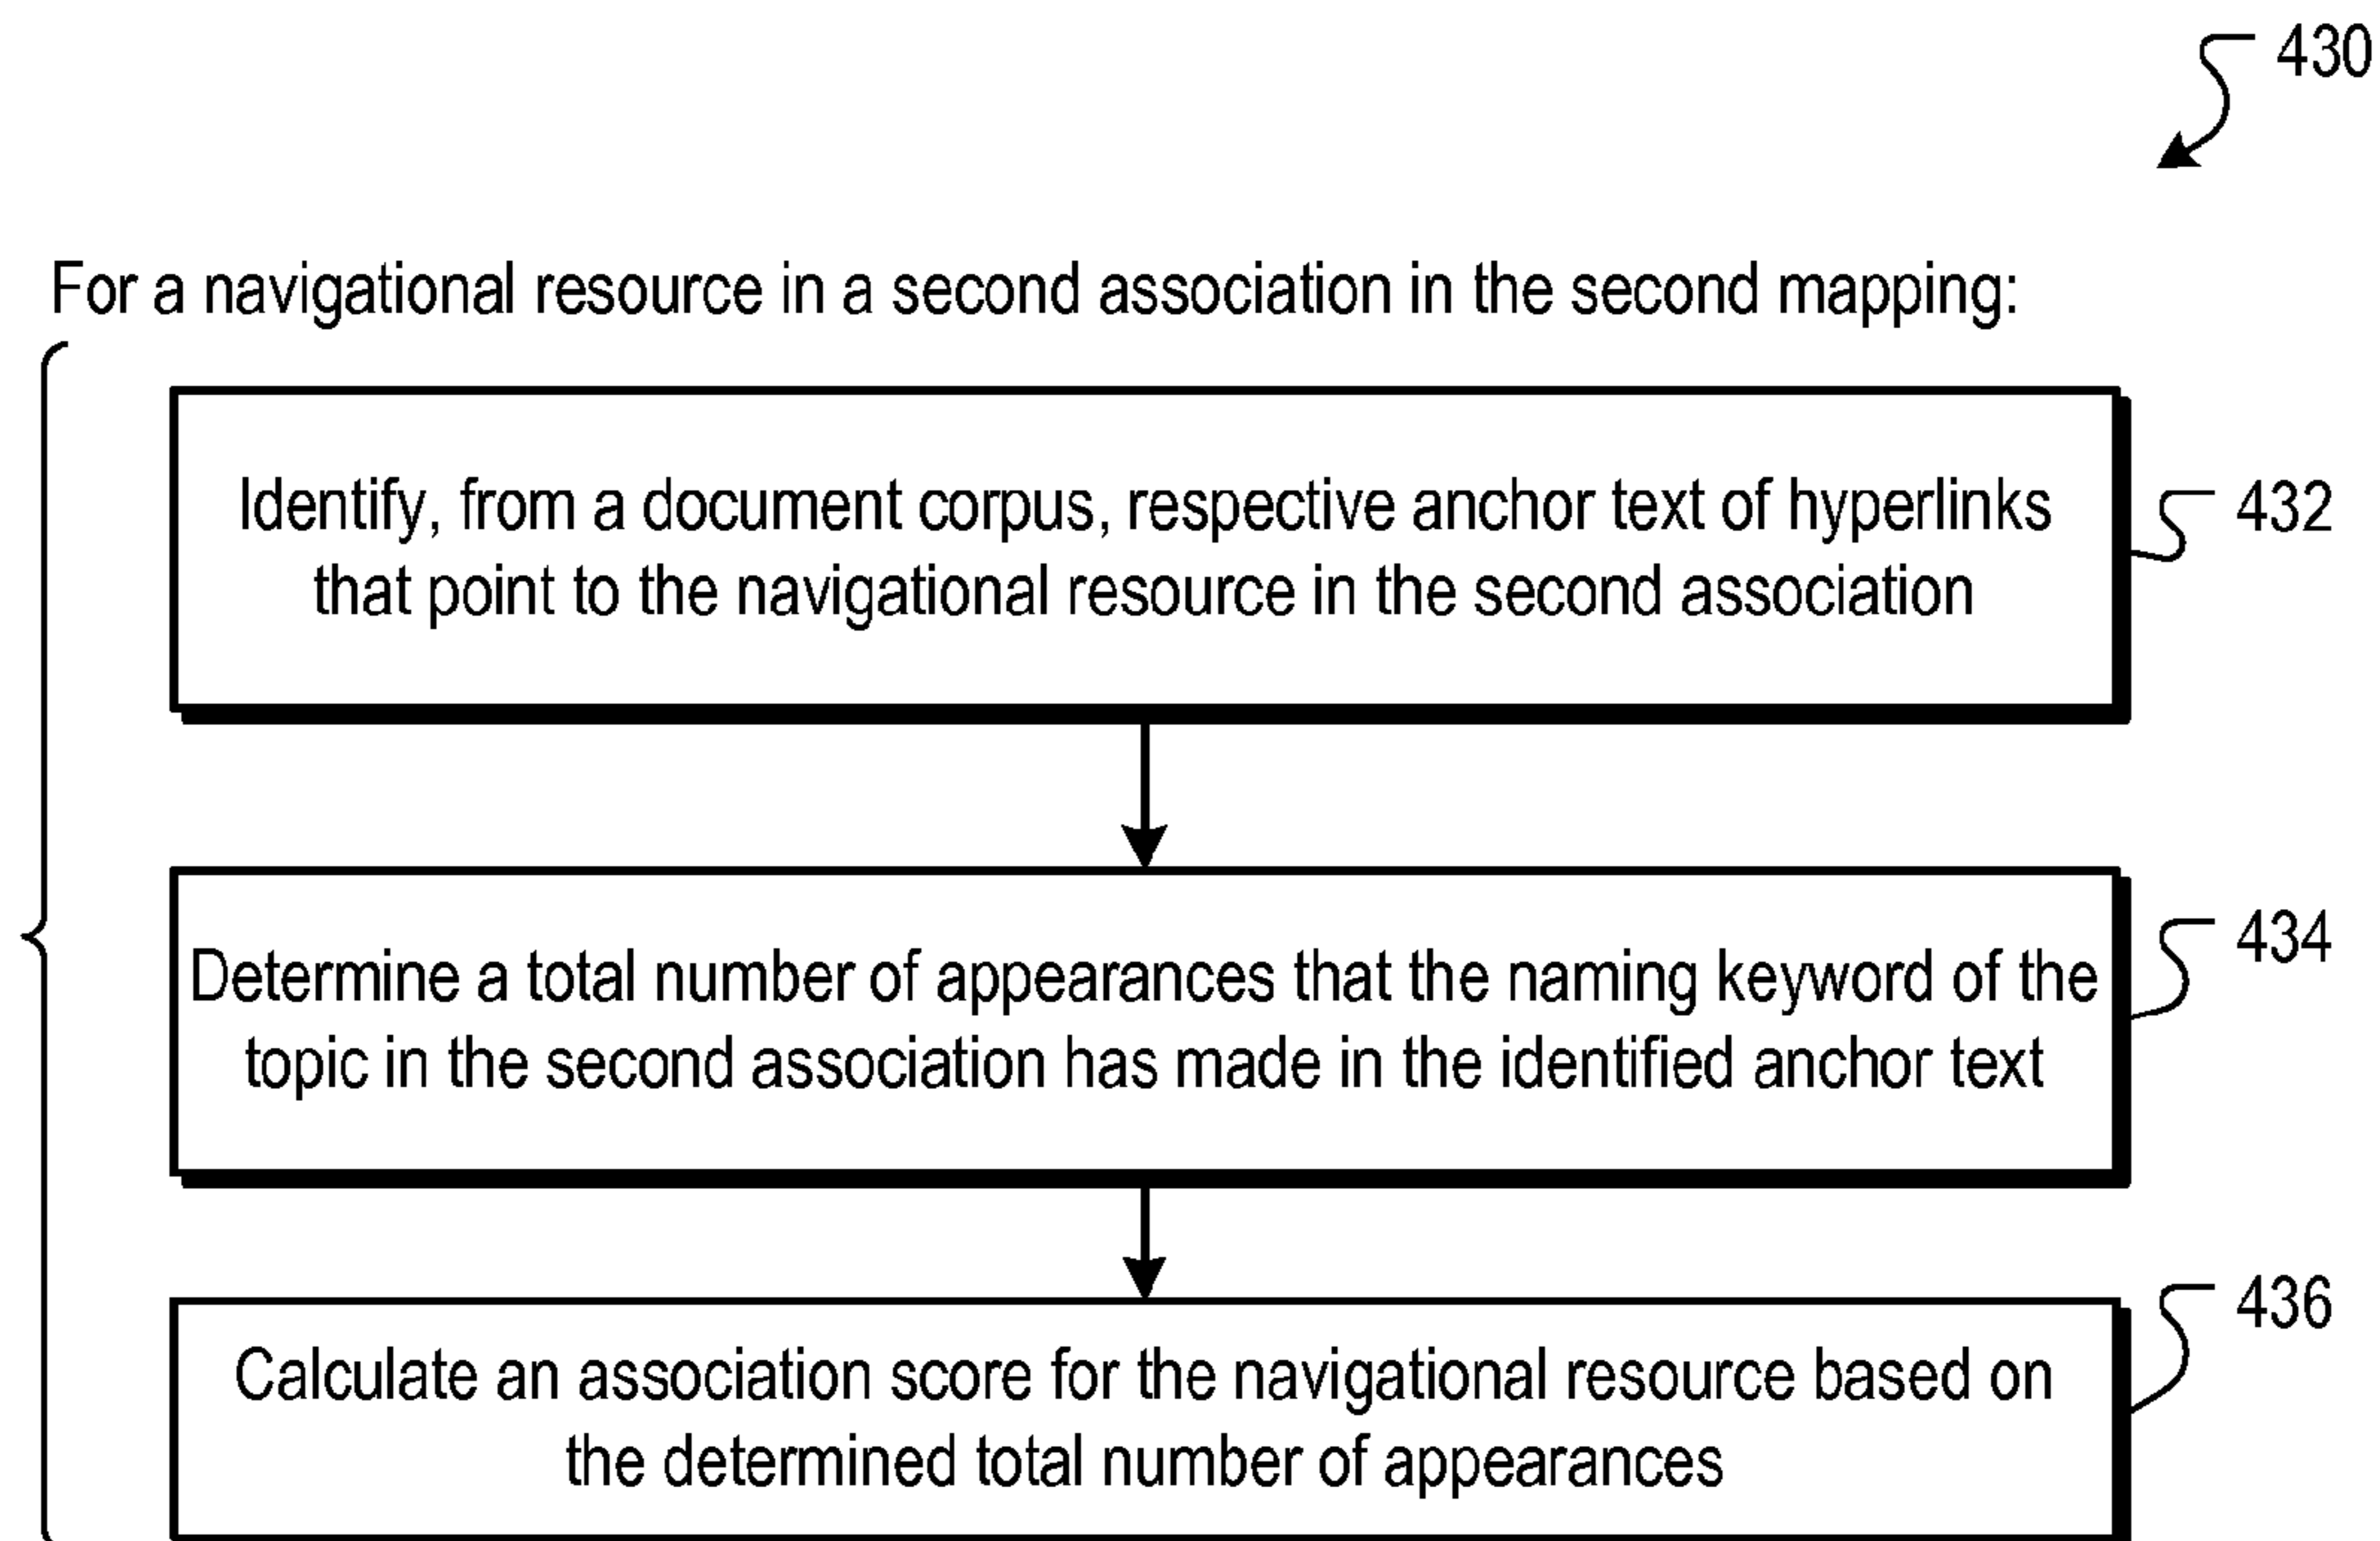 430
For a navigational resource in a second association in the second mapping:
Identify, from a document corpus, respective anchor text of hyperlinks
that point to the navigational resource in the second association
432
Determine a total number of appearances that the naming keyword of the
topic in the second association has made in the identified anchor text
434
Calculate an association score for the navigational resource based on
the determined total number of appearances
436